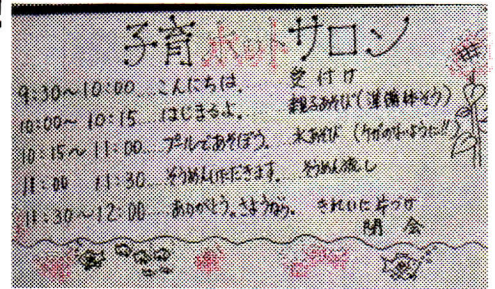 子育ホットサロン
9:30～10:00 こんにちは。 受付け
10:00～10:15 はじまるよ。 親子あそび(準備体そう)
10:15～11:00 プールであそぼう。 水あそび (ケガのないように!!
11:00 11:30 そうめんいただきます。 そうめん流し
11:30～12:00 ありがとう。さようなら。 きれいに片づけ
閉会